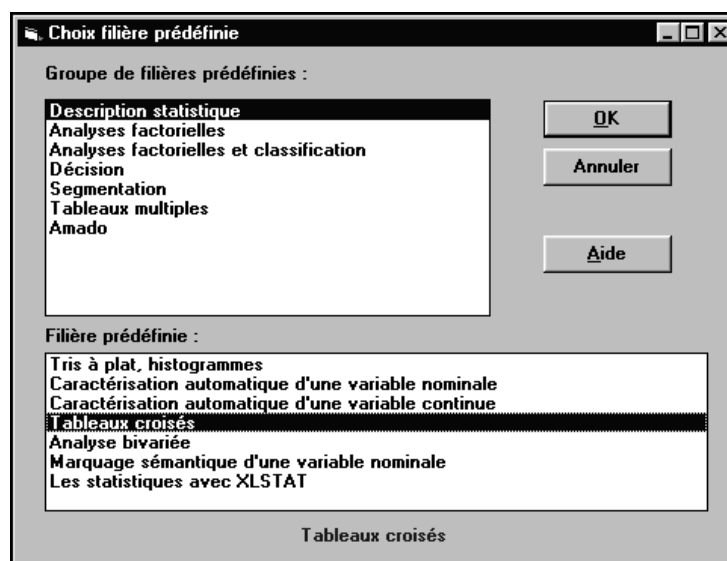 Choix filière prédéfinie
Groupe de filières prédéfinies :
Description statistique
Analyses factorielles
Analyses factorielles et classification
Décision
Segmentation
Tableaux multiples
Amado
OK
Annuler
Aide
Filière prédéfinie :
Tris à plat, histogrammes
Caractérisation automatique d'une variable nominale
Caractérisation automatique d'une variable continue
Tableaux croisés
Analyse bivariée
Marquage sémantique d'une variable nominale
Les statistiques avec XLSTAT
Tableaux croisés